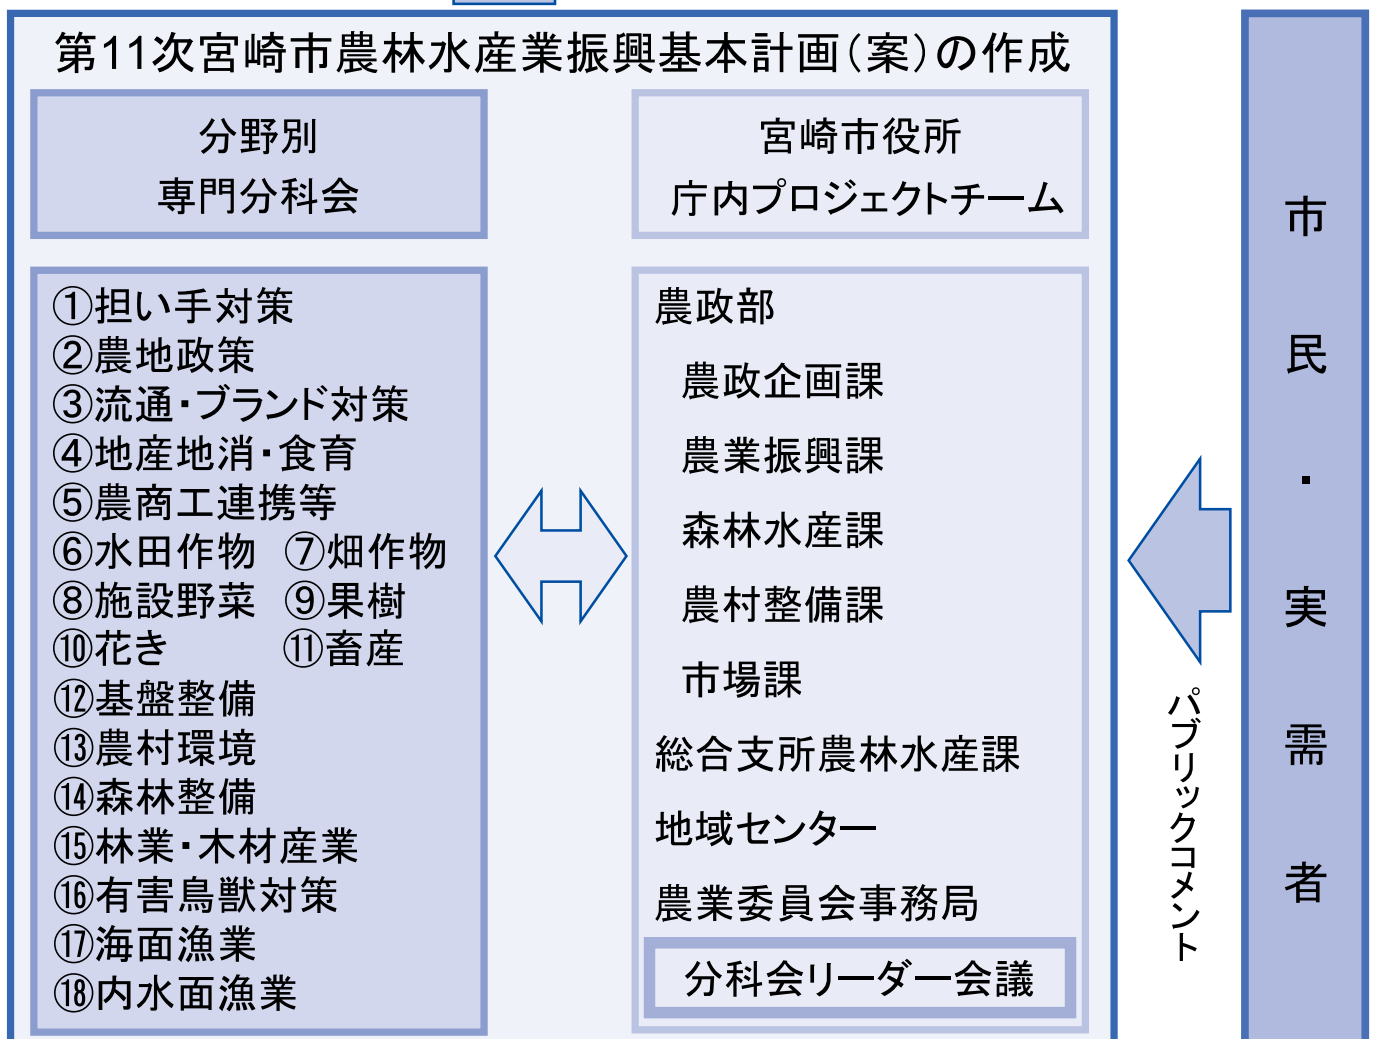 第11次宮崎市農林水産業振興基本計画（案）の作成
分野別
専門分科会
①担い手対策
②農地政策
③流通・ブランド対策
④地産地消・食育
⑤農商工連携等
⑥水田作物 ⑦畑作物
⑧施設野菜 ⑨果樹
⑩花き ⑪畜産
⑫基盤整備
⑬農村環境
⑭森林整備
⑮林業・木材産業
⑯有害鳥獣対策
⑰海面漁業
⑱内水面漁業
宮崎市役所
庁内プロジェクトチーム
農政部
農政企画課
農業振興課
森林水産課
農村整備課
市場課
総合支所農林水産課
地域センター
農業委員会事務局
分科会リーダー会議
パブリックコメント
市民・実需者